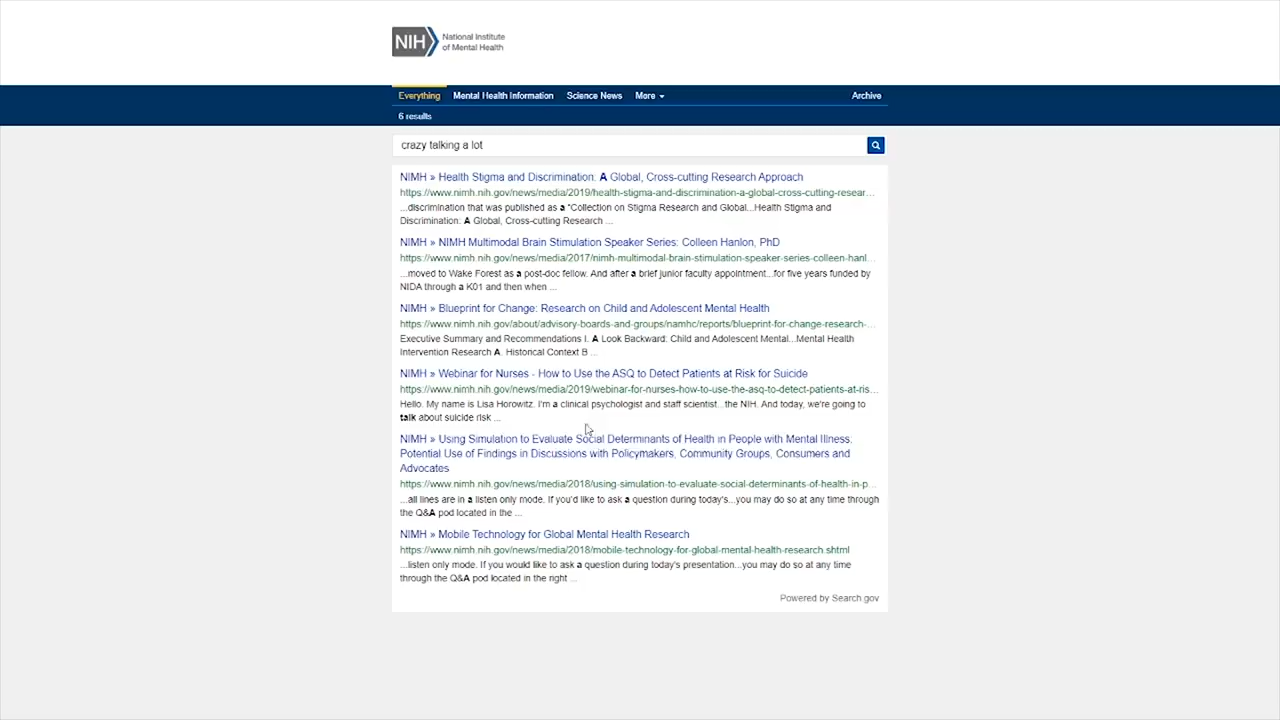 NIH National Institute
of Mental Health
Everything Mental Health Information Science News More Archive
6 results
crazy talking a lot
NIMH » Health Stigma and Discrimination: A Global, Cross-cutting Research Approach
https://www.nimh.nih.gov/news/media/2019/health-stigma-and-discrimination-a-global-cross-cutting-resear...
...discrimination that was published as a "Collection on Stigma Research and Global...Health Stigma and
Discrimination: A Global, Cross-cutting Research ...
NIMH » NIMH Multimodal Brain Stimulation Speaker Series: Colleen Hanlon, PhD
https://www.nimh.nih.gov/news/media/2017/nimh-multimodal-brain-stimulation-speaker-series-colleen-hanl...
...moved to Wake Forest as a post-doc fellow. And after a brief junior faculty appointment...for five years funded by
NIDA through a K01 and then when ...
NIMH » Blueprint for Change: Research on Child and Adolescent Mental Health
https://www.nimh.nih.gov/about/advisory-boards-and-groups/namhc/reports/blueprint-for-change-research-...
Executive Summary and Recommendations I. A Look Backward: Child and Adolescent Mental...Mental Health
Intervention Research A. Historical Context B ...
NIMH » Webinar for Nurses - How to Use the ASQ to Detect Patients at Risk for Suicide
https://www.nimh.nih.gov/news/media/2019/webinar-for-nurses-how-to-use-the-asq-to-detect-patients-at-ris...
Hello. My name is Lisa Horowitz. I'm a clinical psychologist and staff scientist...the NIH. And today, we're going to
talk about suicide risk ...
NIMH » Using Simulation to Evaluate Social Determinants of Health in People with Mental Illness:
Potential Use of Findings in Discussions with Policymakers, Community Groups, Consumers and
Advocates
https://www.nimh.nih.gov/news/media/2018/using-simulation-to-evaluate-social-determinants-of-health-in-p...
...all lines are in a listen only mode. If you'd like to ask a question during today's...you may do so at any time through
the Q&A pod located in the ...
NIMH » Mobile Technology for Global Mental Health Research
https://www.nimh.nih.gov/news/media/2018/mobile-technology-for-global-mental-health-research.shtml
...listen only mode. If you would like to ask a question during today's presentation...you may do so at any time
through the Q&A pod located in the right ...
Powered by Search.gov